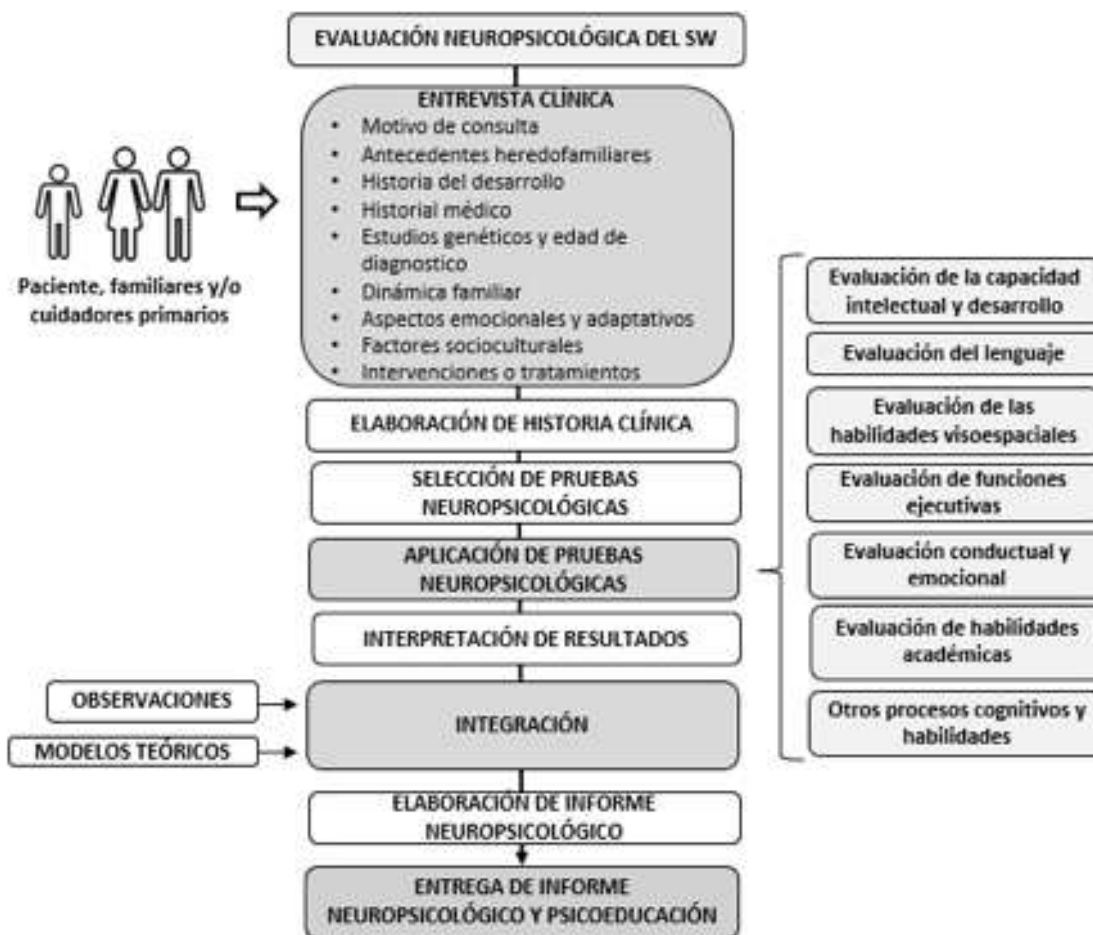 EVALUACIÓN NEUROPSICOLÓGICA DEL SW
ENTREVISTA CLÍNICA
• Motivo de consulta
• Antecedentes heredofamiliares
• Historia del desarrollo
• Historial médico
• Estudios genéticos y edad de
diagnostico
• Dinámica familiar
• Aspectos emocionales y adaptativos
• Factores socioculturales
• Intervenciones o tratamientos
Paciente, familiares y/o
cuidadores primarios
ELABORACIÓN DE HISTORIA CLÍNICA
SELECCIÓN DE PRUEBAS
NEUROPSICOLÓGICAS
APLICACIÓN DE PRUEBAS
NEUROPSICOLÓGICAS
Evaluación de la capacidad
intelectual y desarrollo
Evaluación del lenguaje
Evaluación de las
habilidades visoespaciales
Evaluación de funciones
ejecutivas
Evaluación conductual y
emocional
Evaluación de habilidades
académicas
Otros procesos cognitivos y
habilidades
INTERPRETACIÓN DE RESULTADOS
OBSERVACIONES
MODELOS TEÓRICOS
INTEGRACIÓN
ELABORACIÓN DE INFORME
NEUROPSICOLÓGICO
ENTREGA DE INFORME
NEUROPSICOLÓGICO Y PSICOEDUCACIÓN